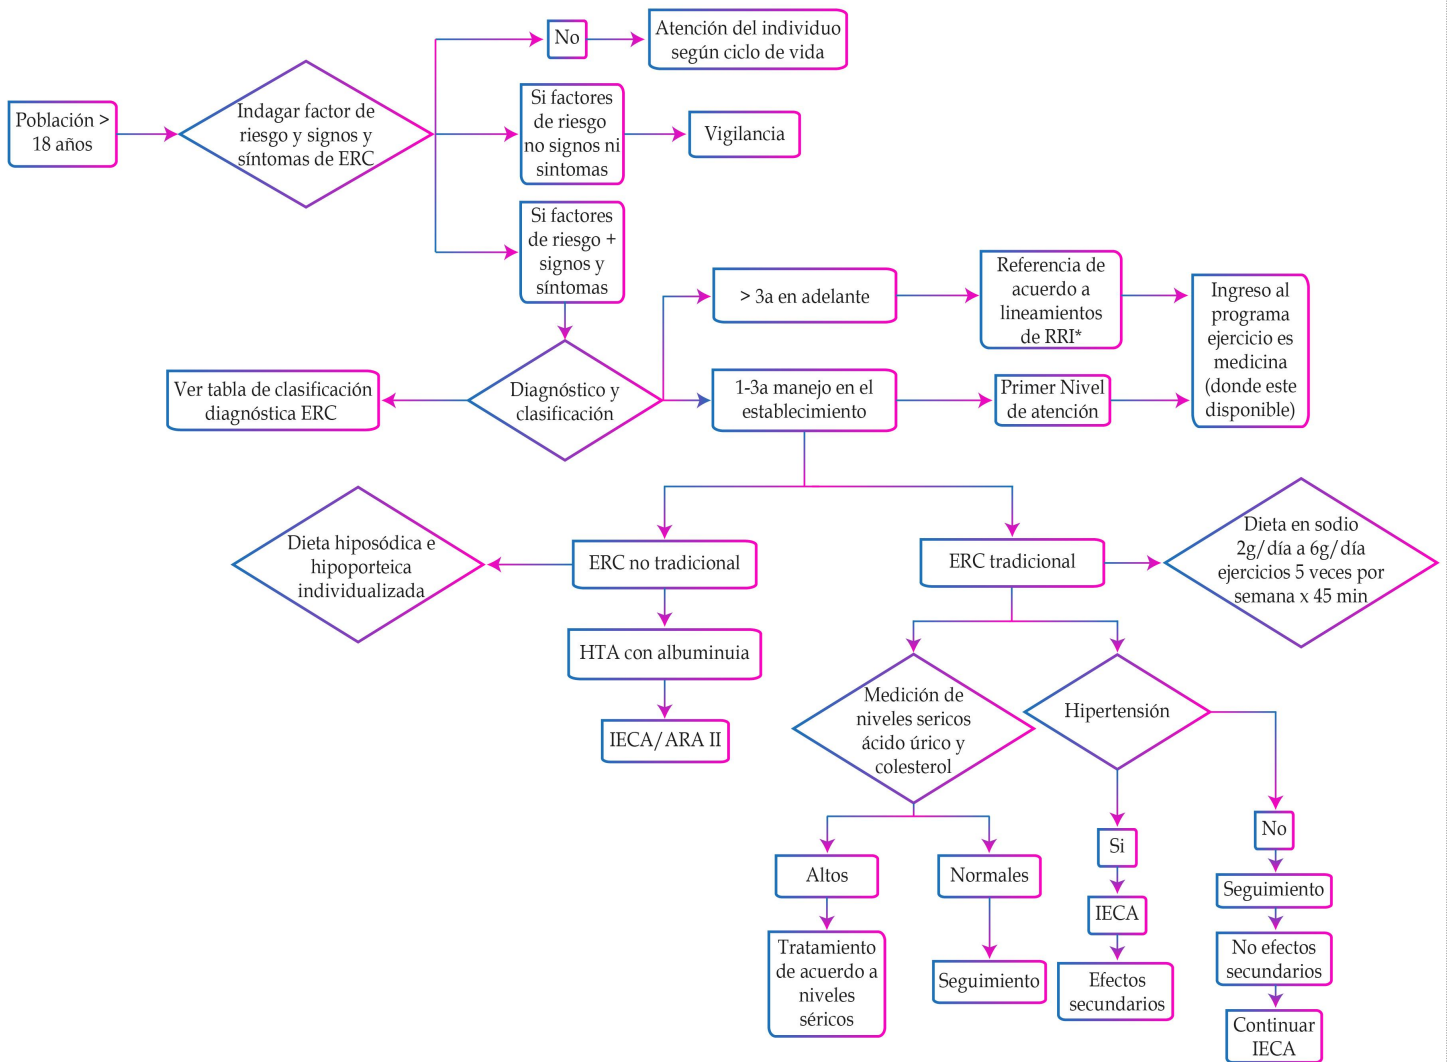 Población >
18 años
Indagar factor de
riesgo y signos y
síntomas de ERC
No
Atención del individuo
según ciclo de vida
Si factores
de riesgo
no signos ni
sintomas
Vigilancia
Si factores
de riesgo +
signos y
síntomas
Diagnóstico y
clasificación
Ver tabla de clasificación
diagnóstica ERC
> 3a en adelante
Referencia de
acuerdo a
lineamientos
de RRI*
Ingreso al
programa
ejercicio es
medicina
(donde este
disponible)
1-3a manejo en el
establecimiento
Primer Nivel
de atención
ERC no tradicional
Dieta hiposódica e
hipoporteica
individualizada
HTA con albuminuia
IECA/ARA II
ERC tradicional
Dieta en sodio
2g/día a 6g/día
ejercicios 5 veces por
semana x 45 min
Medición de
niveles sericos
ácido úrico y
colesterol
Hipertensión
Altos
Tratamiento
de acuerdo a
niveles
séricos
Normales
Seguimiento
Si
IECA
Efectos
secundarios
No
Seguimiento
No efectos
secundarios
Continuar
IECA